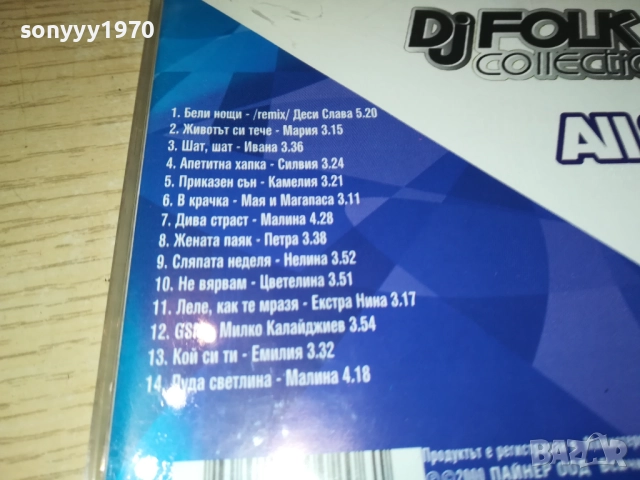 sonyyy1970
Dj FOLK
collectio
All
1. Бели нощи - /remix/ Деси Слава 5.20
2. Животът си тече - Мария 3.15
3. Шат, шат - Ивана 3.36
4. Апетитна хапка - Силвия 3.24
5. Приказен сън - Камелия 3.21
6. В крачка - Мая и Магапаса 3.11
7. Дива страст - Малина 4.28
8. Жената паяк - Петра 3.38
9. Сляпата неделя - Нелина 3.52
10. Не вярвам - Цветелина 3.51
11. Леле, как те мразя - Екстра Нина 3.17
12. GSM - Милко Калайджиев 3.54
13. Кой си ти - Емилия 3.32
14. Луда светлина - Малина 4.18
Продуктът е
ПАЙНЕР ООД
BAZAR
sonyyy1970